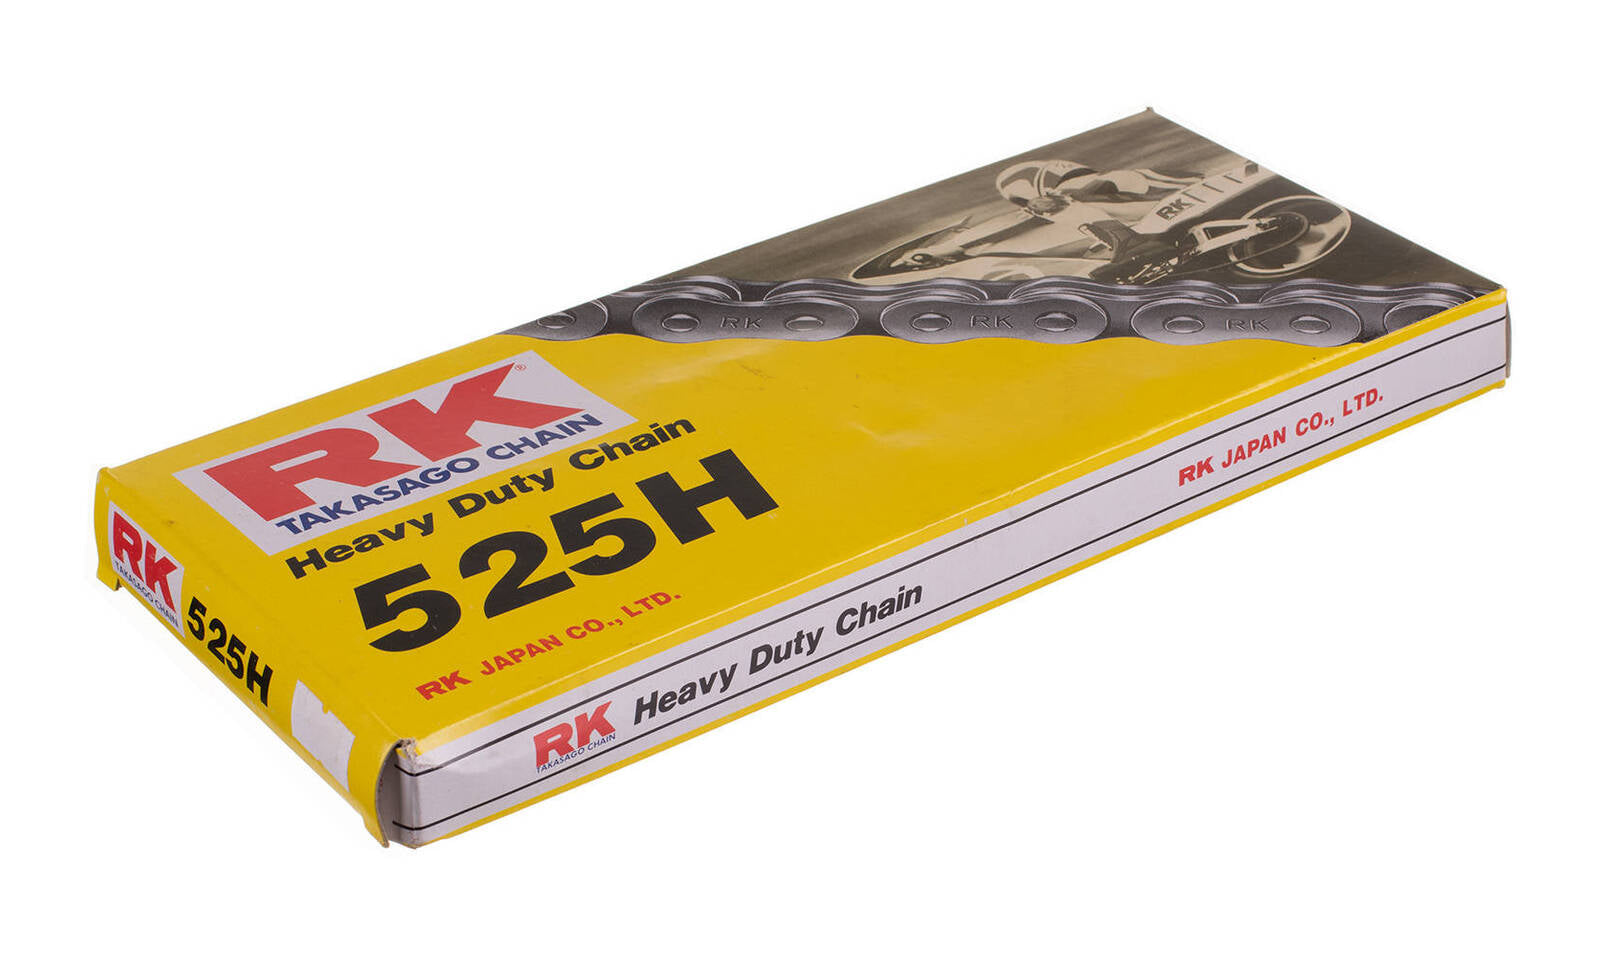 RK
RK RK RK
RK®
TAKASAGO CHAIN
Heavy Duty Chain
525H
RK JAPAN CO., LTD.
RK
TAKASAGO CHAIN
525H
RK
TAKASAGO CHAIN
Heavy Duty Chain
RK JAPAN CO., LTD.